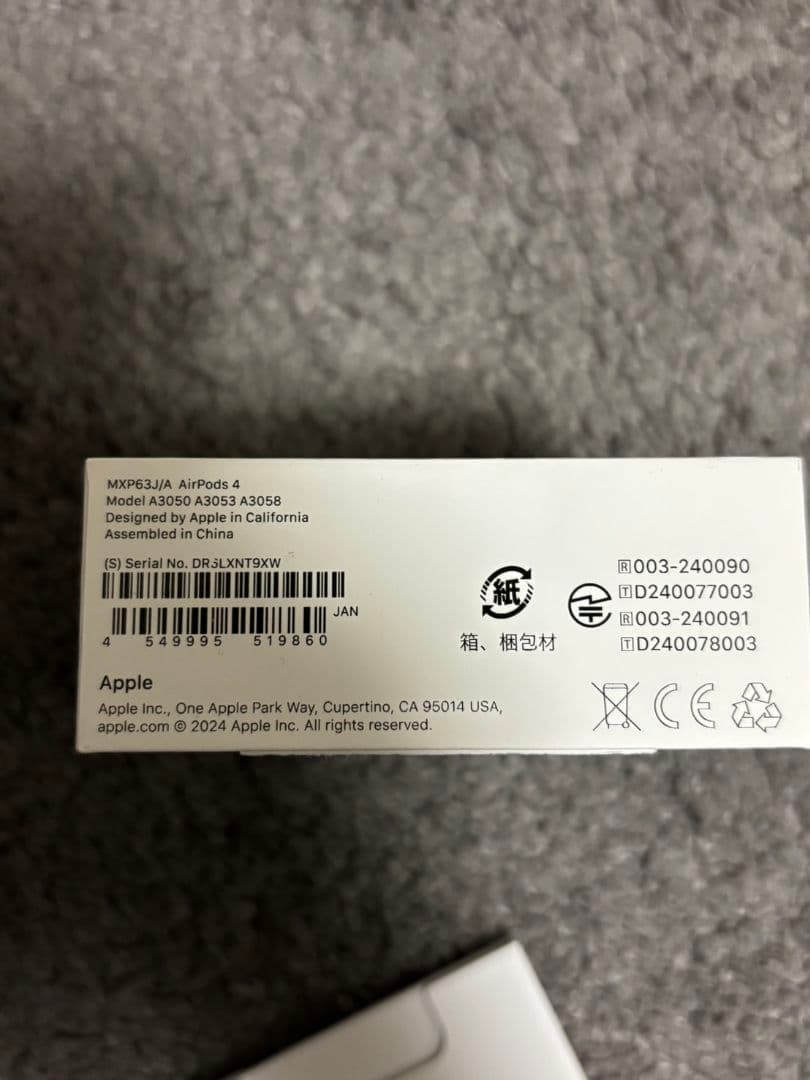 MXP63J/A AirPods 4
Model A3050 A3053 A3058
Designed by Apple in California
Assembled in China
(S) Serial No.
JAN
4 549995 519860
Apple
Apple Inc., One Apple Park Way, Cupertino, CA 95014 USA,
apple.com © 2024 Apple Inc. All rights reserved.
紙
箱、梱包材
R003-240090
TD240077003
R003-240091
TD240078003
CE